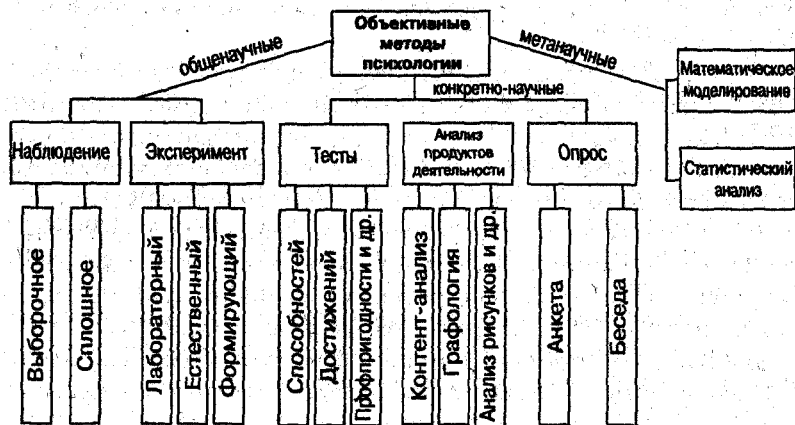 Объективные
методы
психологии
общенаучные
метанаучные
конкретно-научные
Математическое
моделирование
Статистический
анализ
Наблюдение
Эксперимент
Тесты
Анализ
продуктов
деятельности
Опрос
Выборочное
Сплошное
Лабораторный
Естественный
Формирующий
Способностей
Достижений
Профпригодности и др.
Контент-анализ
Графология
Анализ рисунков и др.
Анкета
Беседа